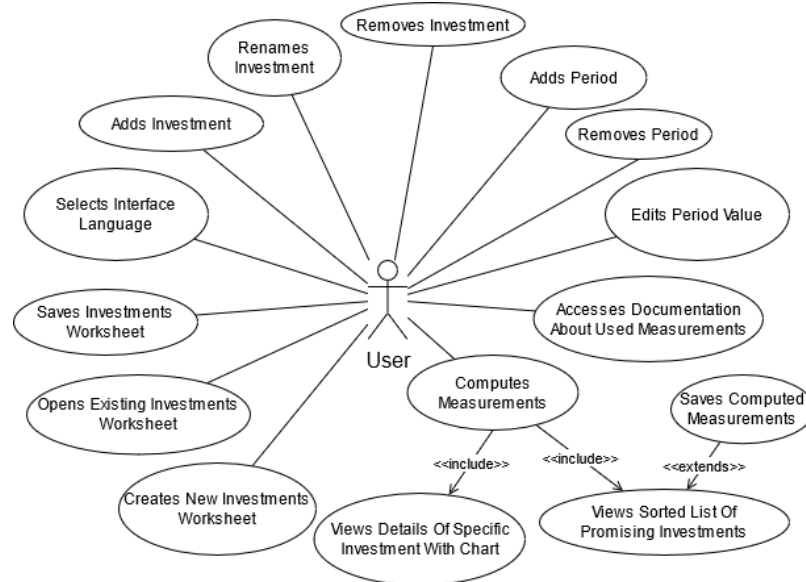 Removes Investment
Renames
Investment
Adds Period
Adds Investment
Removes Period
Selects Interface
Language
Edits Period Value
Saves Investments
Worksheet
Accesses Documentation
About Used Measurements
User
Computes
Measurements
Opens Existing Investments
Worksheet
Saves Computed
Measurements
<<include>>
<<include>>
<<extends>>
Creates New Investments
Worksheet
Views Details Of Specific
Investment With Chart
Views Sorted List Of
Promising Investments